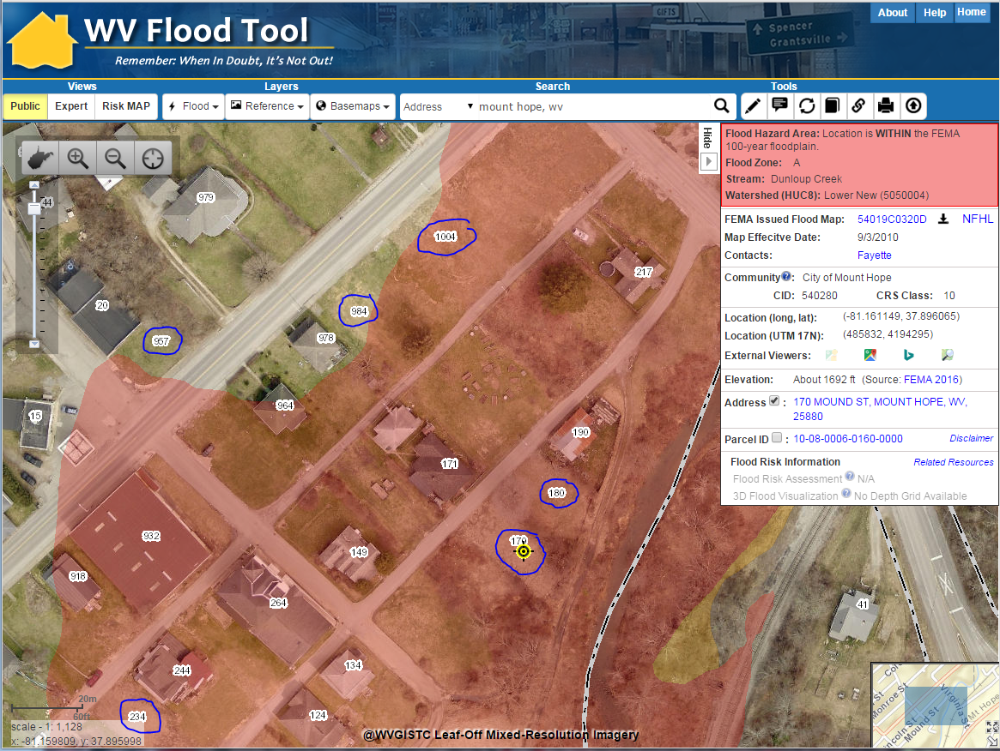 WV Flood Tool
Remember: When In Doubt, It's Not Out!
GIFTS
Spencer
Grantsville
About Help Home
Views Layers Search Tools
Public Expert Risk MAP Flood Reference Basemaps Address mount hope, wv
Hide
Flood Hazard Area: Location is WITHIN the FEMA
100-year floodplain.
Flood Zone: A
Stream: Dunloup Creek
Watershed (HUC8): Lower New (5050004)
FEMA Issued Flood Map: 54019C0320D NFHL
Map Effecitve Date: 9/3/2010
Contacts: Fayette
Community: City of Mount Hope
CID: 540280 CRS Class: 10
Location (long, lat): (-81.161149, 37.896065)
Location (UTM 17N): (485832, 4194295)
External Viewers:
Elevation: About 1692 ft (Source: FEMA 2016)
Address : 170 MOUND ST, MOUNT HOPE, WV,
25880
Parcel ID : 10-08-0006-0160-0000 Disclaimer
Flood Risk Information Related Resources
Flood Risk Assessment N/A
3D Flood Visualization No Depth Grid Available
44
979
1004
217
20
984
978
957
964
15
190
171
180
932
149
170
918
264
41
244
134
234
124
20m
60ft
scale - 1: 1,128
x: -81.159809, y: 37.895998
@WVGISTC Leaf-Off Mixed-Resolution Imagery
Monroe St
Virginia St
Mt Hope
Lincoln St
Mound St